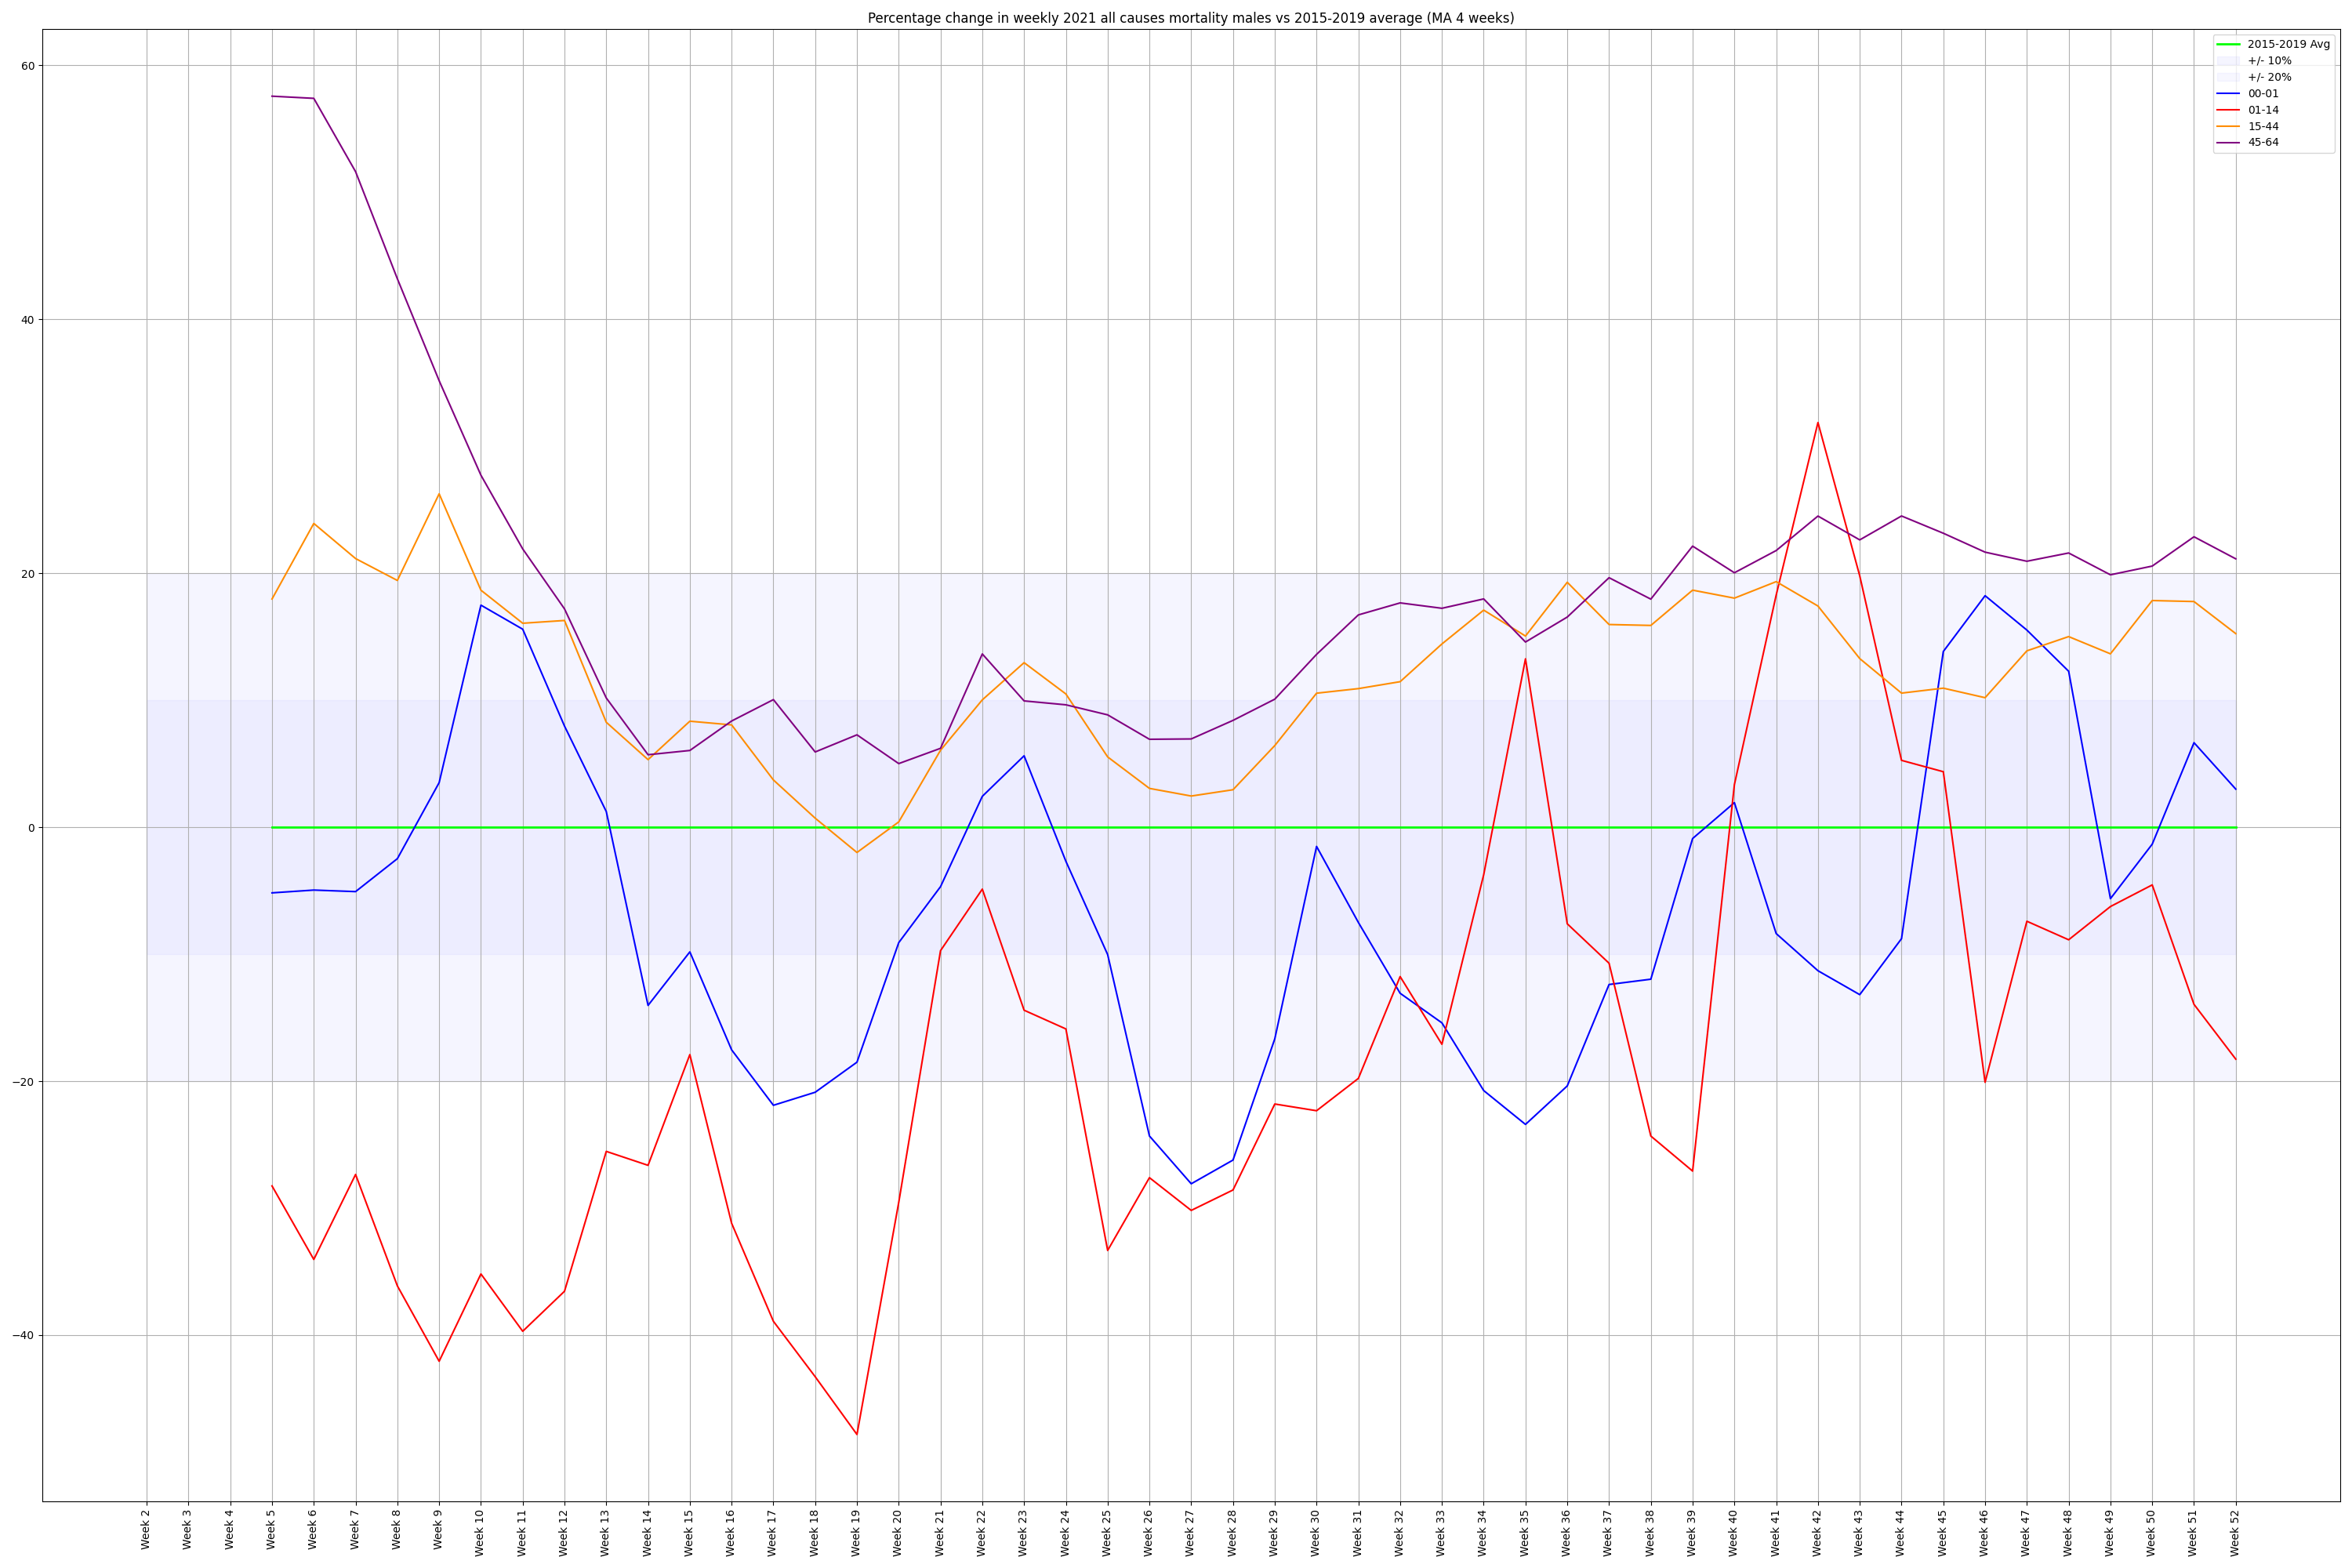 Percentage change in weekly 2021 all causes mortality males vs 2015-2019 average (MA 4 weeks)
2015-2019 Avg
+/- 10%
+/- 20%
00-01
01-14
15-44
45-64
60
40
20
0
−20
−40
Week 2
Week 3
Week 4
Week 5
Week 6
Week 7
Week 8
Week 9
Week 10
Week 11
Week 12
Week 13
Week 14
Week 15
Week 16
Week 17
Week 18
Week 19
Week 20
Week 21
Week 22
Week 23
Week 24
Week 25
Week 26
Week 27
Week 28
Week 29
Week 30
Week 31
Week 32
Week 33
Week 34
Week 35
Week 36
Week 37
Week 38
Week 39
Week 40
Week 41
Week 42
Week 43
Week 44
Week 45
Week 46
Week 47
Week 48
Week 49
Week 50
Week 51
Week 52